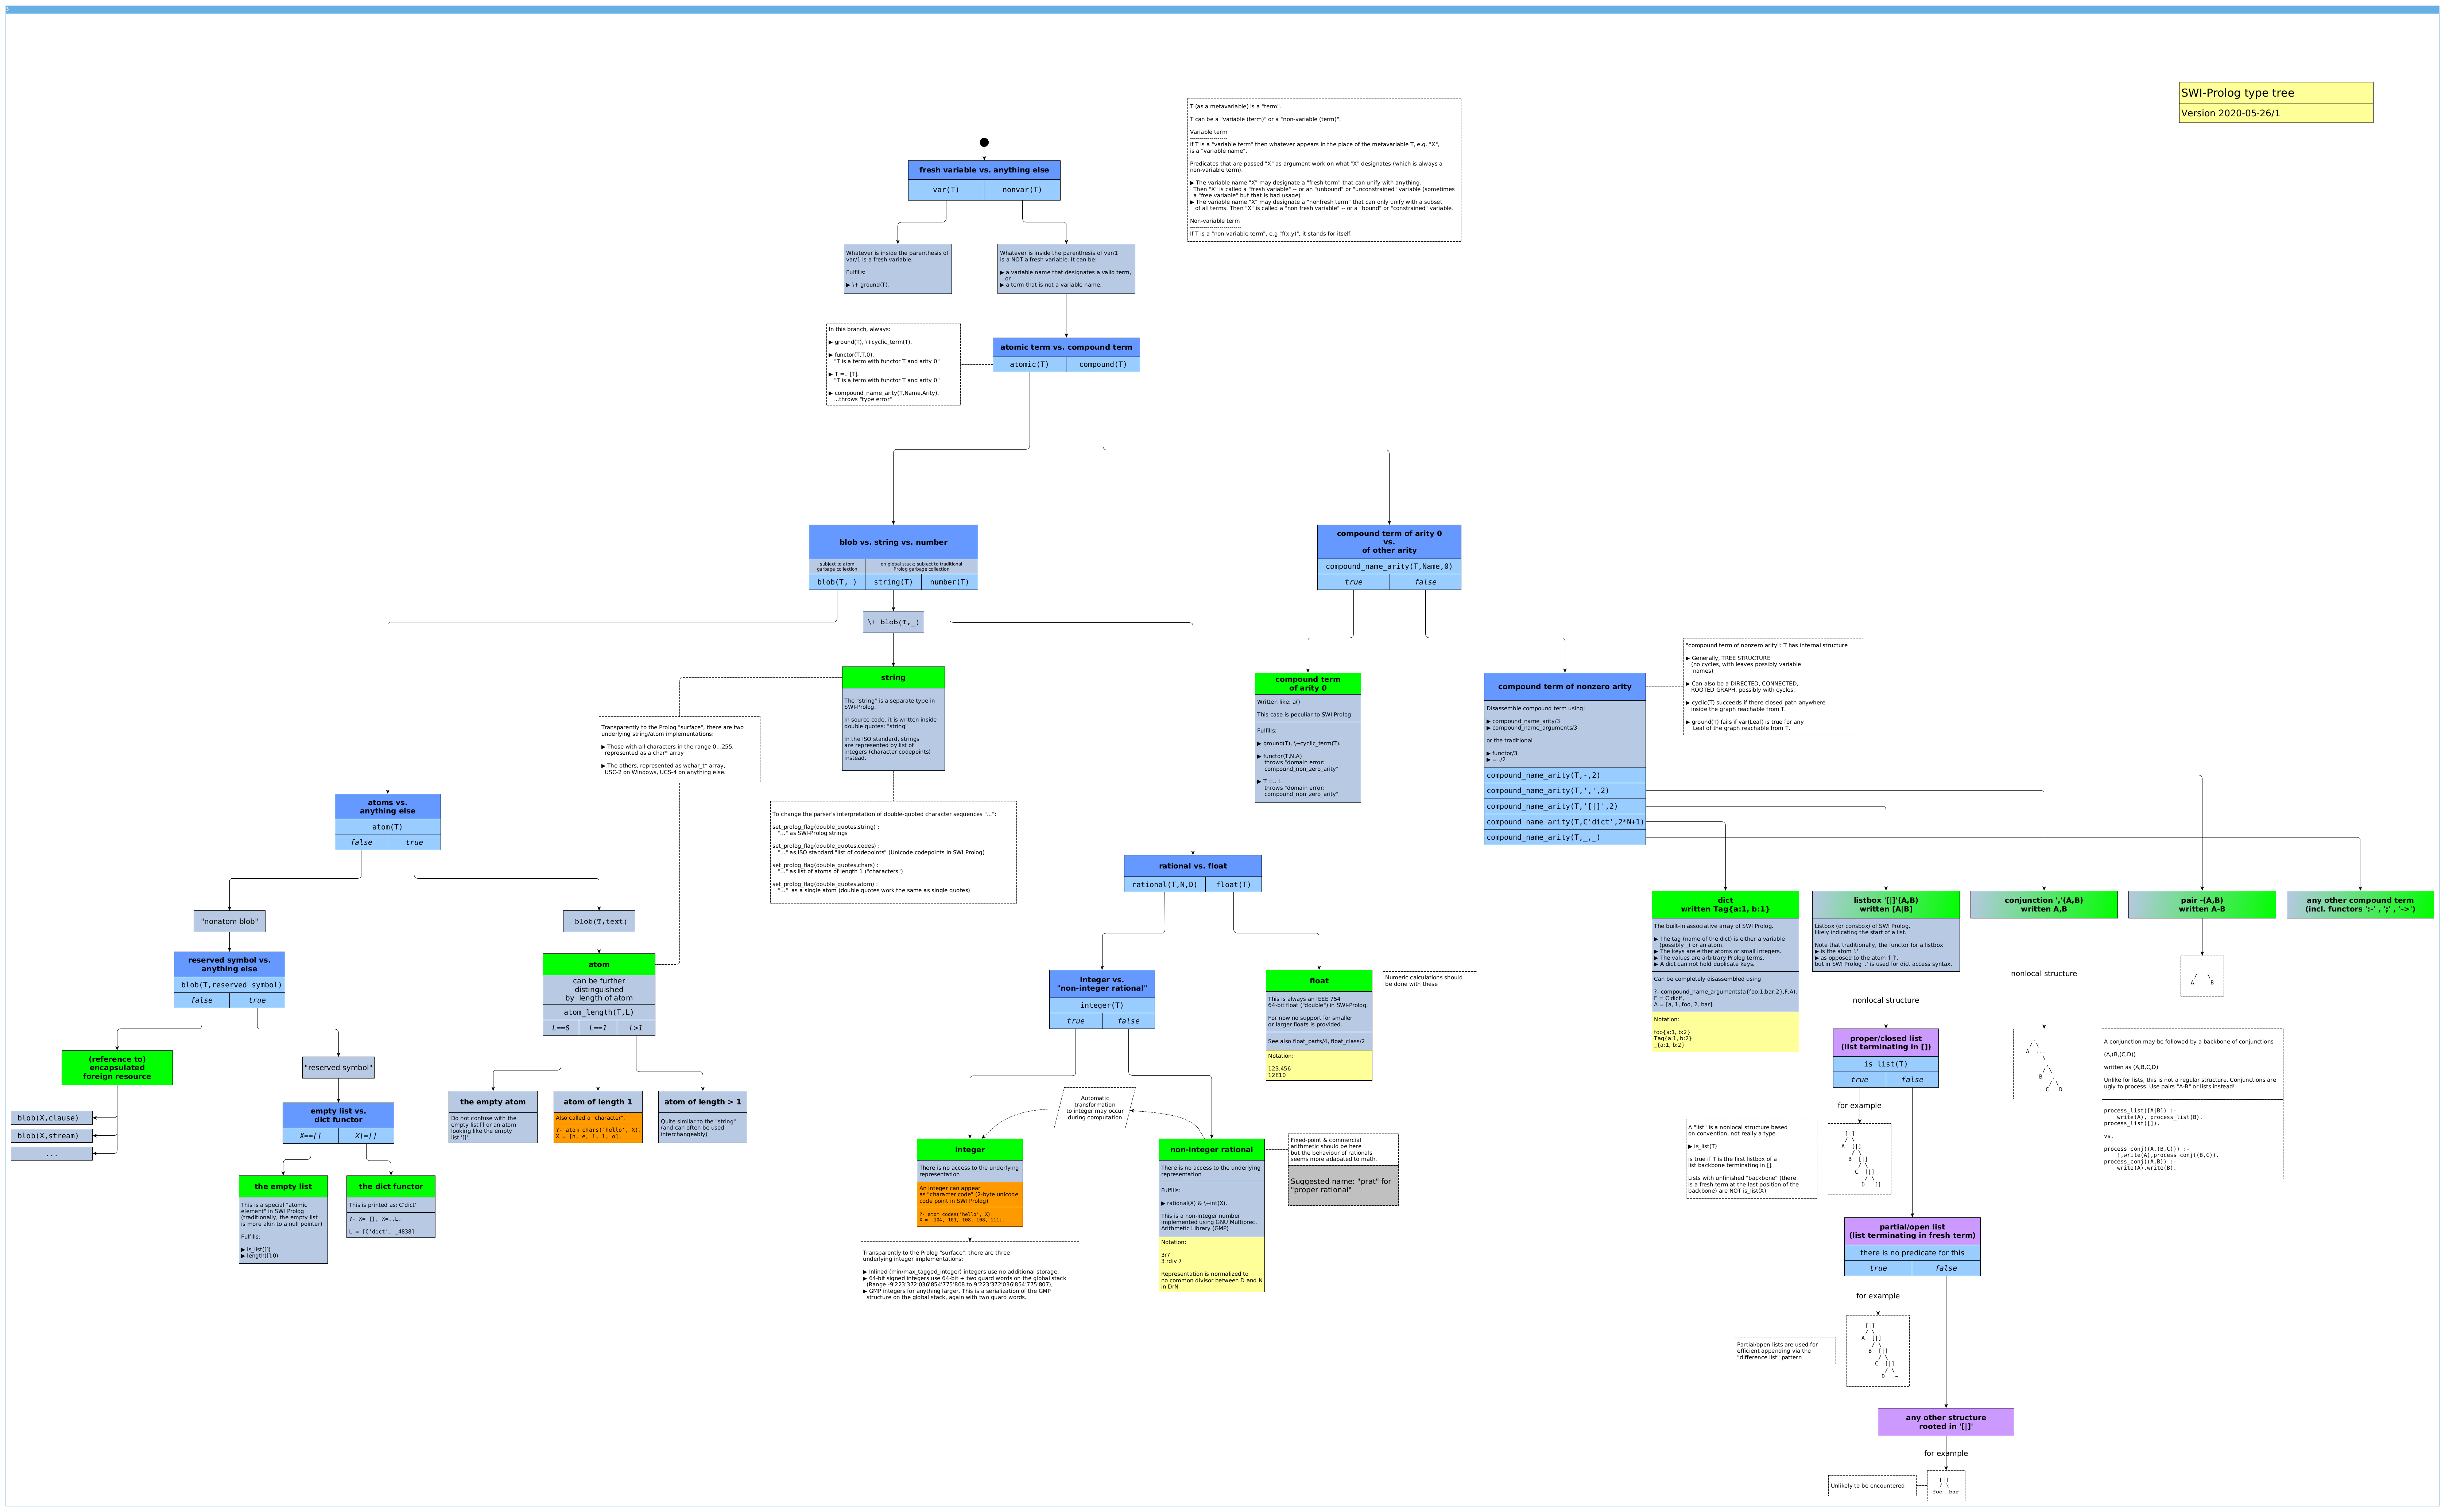 SWI-Prolog type tree
Version 2020-05-26/1
T (as a metavariable) is a "term".
T can be a "variable (term)" or a "non-variable (term)".
Variable term
--------------------
If T is a "variable term" then whatever appears in the place of the metavariable T, e.g. "X",
is a "variable name".
Predicates that are passed "X" as argument work on what "X" designates (which is always a
non-variable term).
▶ The variable name "X" may designate a "fresh term" that can unify with anything.
Then "X" is called a "fresh variable" -- or an "unbound" or "unconstrained" variable (sometimes
a "free variable" but that is bad usage)
▶ The variable name "X" may designate a "nonfresh term" that can only unify with a subset
of all terms. Then "X" is called a "non fresh variable" -- or a "bound" or "constrained" variable.
Non-variable term
----------------------------
If T is a "non-variable term", e.g "f(x,y)", it stands for itself.
fresh variable vs. anything else
var(T)
nonvar(T)
Whatever is inside the parenthesis of
var/1 is a fresh variable.
Fulfills:
▶ \+ ground(T).
Whatever is inside the parenthesis of var/1
is a NOT a fresh variable. It can be:
▶ a variable name that designates a valid term,
...or
▶ a term that is not a variable name.
In this branch, always:
▶ ground(T), \+cyclic_term(T).
▶ functor(T,T,0).
"T is a term with functor T and arity 0"
▶ T =.. [T].
"T is a term with functor T and arity 0"
▶ compound_name_arity(T,Name,Arity).
...throws "type error"
atomic term vs. compound term
atomic(T)
compound(T)
blob vs. string vs. number
subject to atom
garbage collection
on global stack; subject to traditional
Prolog garbage collection
blob(T,_)
string(T)
number(T)
\+ blob(T,_)
compound term of arity 0
vs.
of other arity
compound_name_arity(T,Name,0)
true
false
string
The "string" is a separate type in
SWI-Prolog.
In source code, it is written inside
double quotes: "string"
In the ISO standard, strings
are represented by list of
integers (character codepoints)
instead.
Transparently to the Prolog "surface", there are two
underlying string/atom implementations:
▶ Those with all characters in the range 0...255,
represented as a char* array
▶ The others, represented as wchar_t* array,
USC-2 on Windows, UCS-4 on anything else.
To change the parser's interpretation of double-quoted character sequences "...":
set_prolog_flag(double_quotes,string) :
"..." as SWI-Prolog strings
set_prolog_flag(double_quotes,codes) :
"..." as ISO standard "list of codepoints" (Unicode codepoints in SWI Prolog)
set_prolog_flag(double_quotes,chars) :
"..." as list of atoms of length 1 ("characters")
set_prolog_flag(double_quotes,atom) :
"..." as a single atom (double quotes work the same as single quotes)
compound term
of arity 0
Written like: a()
This case is peculiar to SWI Prolog
Fulfills:
▶ ground(T), \+cyclic_term(T).
▶ functor(T,N,A)
throws "domain error:
compound_non_zero_arity"
▶ T =.. L
throws "domain error:
compound_non_zero_arity"
compound term of nonzero arity
Disassemble compound term using:
▶ compound_name_arity/3
▶ compound_name_arguments/3
or the traditional
▶ functor/3
▶ =../2
compound_name_arity(T,-,2)
compound_name_arity(T,',',2)
compound_name_arity(T,'[|]',2)
compound_name_arity(T,C'dict',2*N+1)
compound_name_arity(T,_,_)
"compound term of nonzero arity": T has internal structure
▶ Generally, TREE STRUCTURE
(no cycles, with leaves possibly variable
names)
▶ Can also be a DIRECTED, CONNECTED,
ROOTED GRAPH, possibly with cycles.
▶ cyclic(T) succeeds if there closed path anywhere
inside the graph reachable from T.
▶ ground(T) fails if var(Leaf) is true for any
Leaf of the graph reachable from T.
atoms vs.
anything else
atom(T)
false
true
"nonatom blob"
blob(T,text)
reserved symbol vs.
anything else
blob(T,reserved_symbol)
false
true
atom
can be further
distinguished
by length of atom
atom_length(T,L)
L==0
L==1
L>1
(reference to)
encapsulated
foreign resource
blob(X,clause)
blob(X,stream)
...
"reserved symbol"
empty list vs.
dict functor
X==[]
X\=[]
the empty list
This is a special "atomic
element" in SWI Prolog
(traditionally, the empty list
is more akin to a null pointer)
Fulfills:
▶ is_list([])
▶ length([],0)
the dict functor
This is printed as: C'dict'
?- X=_{}, X=..L.
L = [C'dict', _4838]
the empty atom
Do not confuse with the
empty list [] or an atom
looking like the empty
list '[]'.
atom of length 1
Also called a "character".
?- atom_chars('hello', X).
X = [h, e, l, l, o].
atom of length > 1
Quite similar to the "string"
(and can often be used
interchangeably)
rational vs. float
rational(T,N,D)
float(T)
integer vs.
"non-integer rational"
integer(T)
true
false
float
This is always an IEEE 754
64-bit float ("double") in SWI-Prolog.
For now no support for smaller
or larger floats is provided.
See also float_parts/4, float_class/2
Notation:
123.456
12E10
Numeric calculations should
be done with these
Automatic
transformation
to integer may occur
during computation
integer
There is no access to the underlying
representation
An integer can appear
as "character code" (2-byte unicode
code point in SWI Prolog)
?- atom_codes('hello', X).
X = [104, 101, 108, 108, 111].
Transparently to the Prolog "surface", there are three
underlying integer implementations:
▶ Inlined (min/max_tagged_integer) integers use no additional storage.
▶ 64-bit signed integers use 64-bit + two guard words on the global stack
(Range -9'223'372'036'854'775'808 to 9'223'372'036'854'775'807),
▶ GMP integers for anything larger. This is a serialization of the GMP
structure on the global stack, again with two guard words.
non-integer rational
There is no access to the underlying
representation
Fulfills:
▶ rational(X) & \+int(X).
This is a non-integer number
implemented using GNU Multiprec.
Arithmetic Library (GMP)
Notation:
3r7
3 rdiv 7
Representation is normalized to
no common divisor between D and N
in DrN
Fixed-point & commercial
arithmetic should be here
but the behaviour of rationals
seems more adapated to math.
Suggested name: "prat" for
"proper rational"
dict
written Tag{a:1, b:1}
The built-in associative array of SWI Prolog.
▶ The tag (name of the dict) is either a variable
(possibly _) or an atom.
▶ The keys are either atoms or small integers.
▶ The values are arbitrary Prolog terms.
▶ A dict can not hold duplicate keys.
Can be completely disassembled using
?- compound_name_arguments(a{foo:1,bar:2},F,A).
F = C'dict',
A = [a, 1, foo, 2, bar].
Notation:
foo{a:1, b:2}
Tag{a:1, b:2}
_{a:1, b:2}
listbox '[|]'(A,B)
written [A|B]
Listbox (or consbox) of SWI Prolog,
likely indicating the start of a list.
Note that traditionally, the functor for a listbox
▶ is the atom '.'
▶ as opposed to the atom '[|]',
but in SWI Prolog '.' is used for dict access syntax.
conjunction ','(A,B)
written A,B
pair -(A,B)
written A-B
any other compound term
(incl. functors ':-' , ';' , '->')
nonlocal structure
nonlocal structure
-
/ \
A B
proper/closed list
(list terminating in [])
is_list(T)
true
false
for example
A "list" is a nonlocal structure based
on convention, not really a type
▶ is_list(T)
is true if T is the first listbox of a
list backbone terminating in [].
Lists with unfinished "backbone" (there
is a fresh term at the last position of the
backbone) are NOT is_list(X)
[|]
/ \
A [|]
/ \
B [|]
/ \
C [|]
/ \
D []
,
/ \
A ...
\
,
/ \
B ,
/ \
C D
A conjunction may be followed by a backbone of conjunctions
(A,(B,(C,D))
written as (A,B,C,D)
Unlike for lists, this is not a regular structure. Conjunctions are
ugly to process. Use pairs "A-B" or lists instead!
process_list([A|B]) :-
write(A), process_list(B).
process_list([]).
vs.
process_conj((A,(B,C))) :-
!,write(A),process_conj((B,C)).
process_conj((A,B)) :-
write(A),write(B).
partial/open list
(list terminating in fresh term)
there is no predicate for this
true
false
for example
Partial/open lists are used for
efficient appending via the
"difference list" pattern
[|]
/ \
A [|]
/ \
B [|]
/ \
C [|]
/ \
D ~
any other structure
rooted in '[|]'
for example
Unlikely to be encountered
[|]
/ \
foo bar